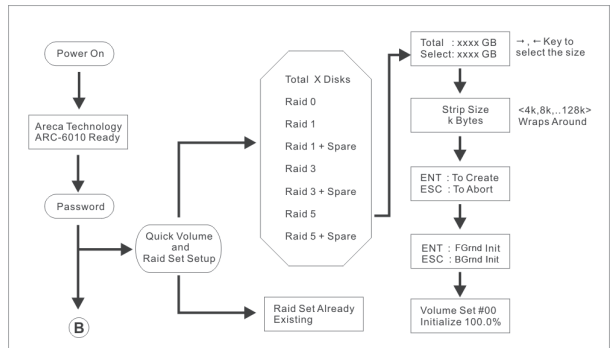 Power On
Areca Technology
ARC-6010 Ready
Password
B
Quick Volume
and
Raid Set Setup
Total X Disks
Raid 0
Raid 1
Raid 1 + Spare
Raid 3
Raid 3 + Spare
Raid 5
Raid 5 + Spare
Raid Set Already
Existing
Total : xxxx GB
Select: xxxx GB
→ , ← Key to
select the size
Strip Size
k Bytes
<4k,8k,..128k>
Wraps Around
ENT : To Create
ESC : To Abort
ENT : FGrnd Init
ESC : BGrnd Init
Volume Set #00
Initialize 100.0%